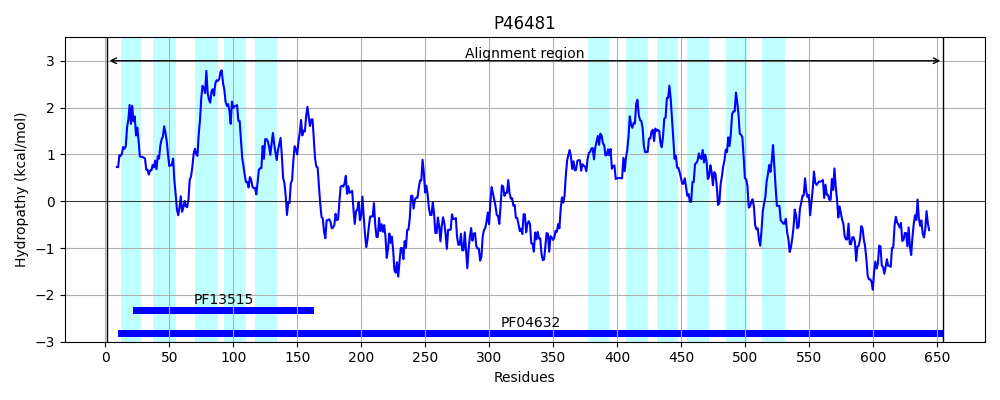 P46481
Alignment region
Hydropathy (kcal/mol)
3
2
1
0
−1
−2
−3
PF13515
PF04632
0 50 100 150 200 250 300 350 400 450 500 550 600 650
Residues